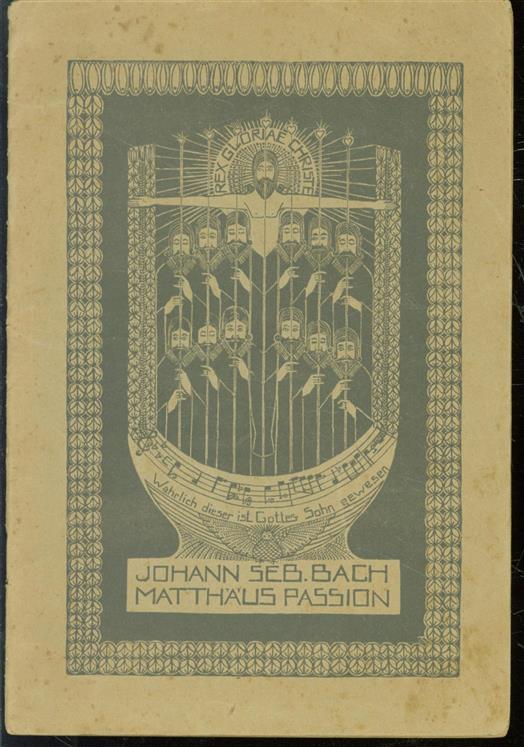 REX GLORIAE CHRISTE
Wahrlich dieser ist Gottes Sohn gewesen
JOHANN SEB. BACH
MATTHÄUS PASSION